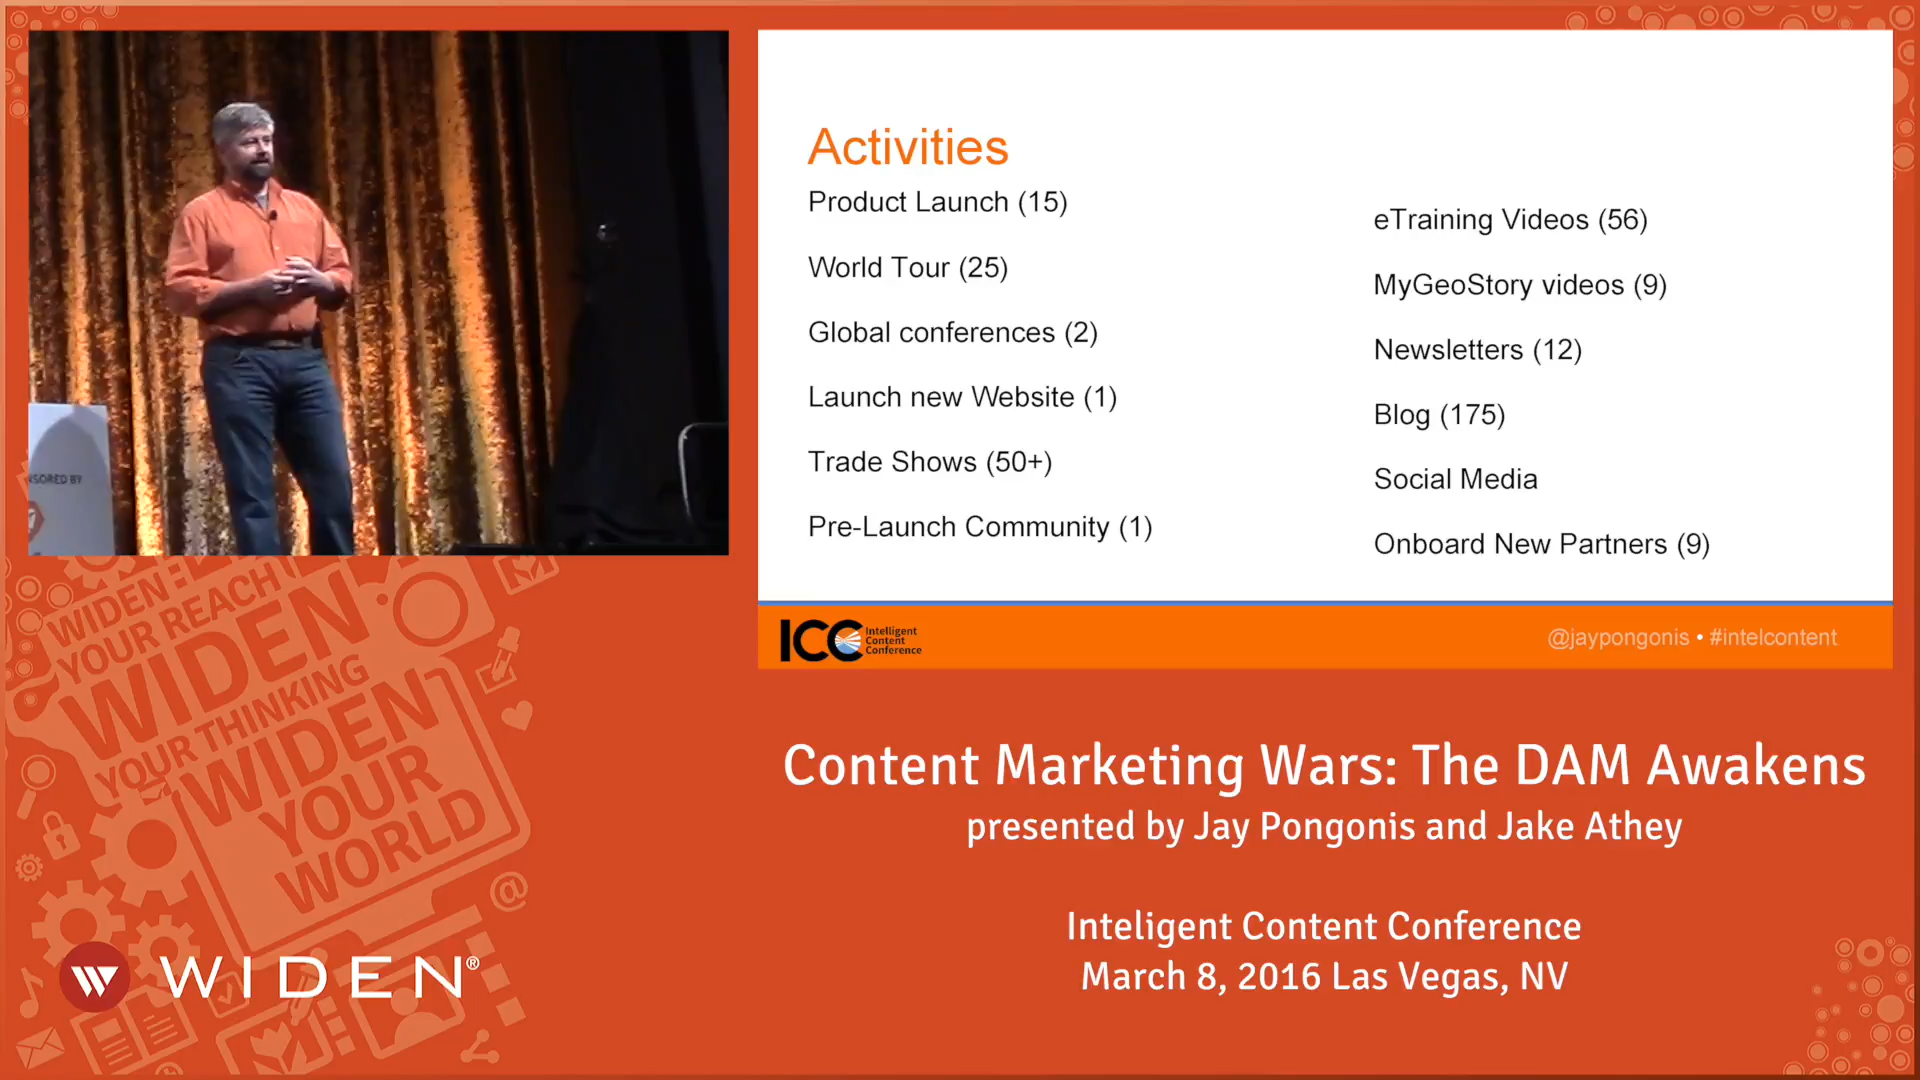 NSORED BY
Activities
Product Launch (15)
World Tour (25)
Global conferences (2)
Launch new Website (1)
Trade Shows (50+)
Pre-Launch Community (1)
eTraining Videos (56)
MyGeoStory videos (9)
Newsletters (12)
Blog (175)
Social Media
Onboard New Partners (9)
ICC Intelligent
Content
Conference
@jaypongonis • #intelcontent
WIDEN
YOUR REACH
WIDEN
YOUR THINKING
WIDEN
YOUR
WORLD
Content Marketing Wars: The DAM Awakens
presented by Jay Pongonis and Jake Athey
Inteligent Content Conference
March 8, 2016 Las Vegas, NV
WIDEN®